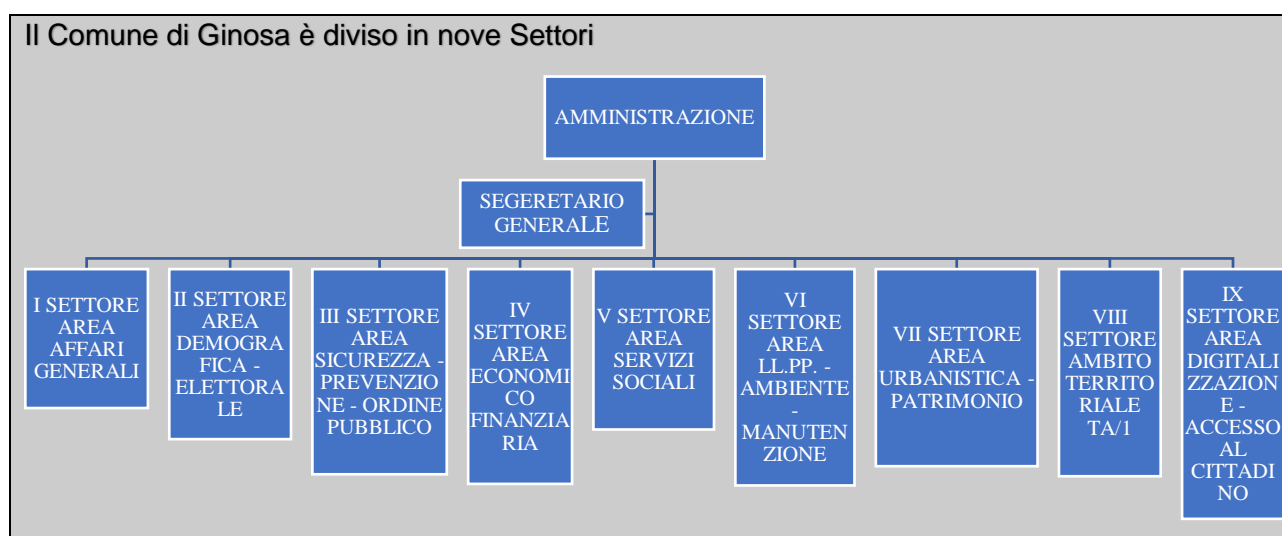 Il Comune di Ginosa è diviso in nove Settori
AMMINISTRAZIONE
SEGERETARIO
GENERALE
I SETTORE
AREA
AFFARI
GENERALI
II SETTORE
AREA
DEMOGRA
FICA -
ELETTORA
LE
III SETTORE
AREA
SICUREZZA -
PREVENZIO
NE - ORDINE
PUBBLICO
IV
SETTORE
AREA
ECONOMI
CO
FINANZIA
RIA
V SETTORE
AREA
SERVIZI
SOCIALI
VI
SETTORE
AREA
LL.PP. -
AMBIENTE
-
MANUTEN
ZIONE
VII SETTORE
AREA
URBANISTICA -
PATRIMONIO
VIII
SETTORE
AMBITO
TERRITO
RIALE
TA/1
IX
SETTORE
AREA
DIGITALI
ZZAZION
E -
ACCESSO
AL
CITTADI
NO